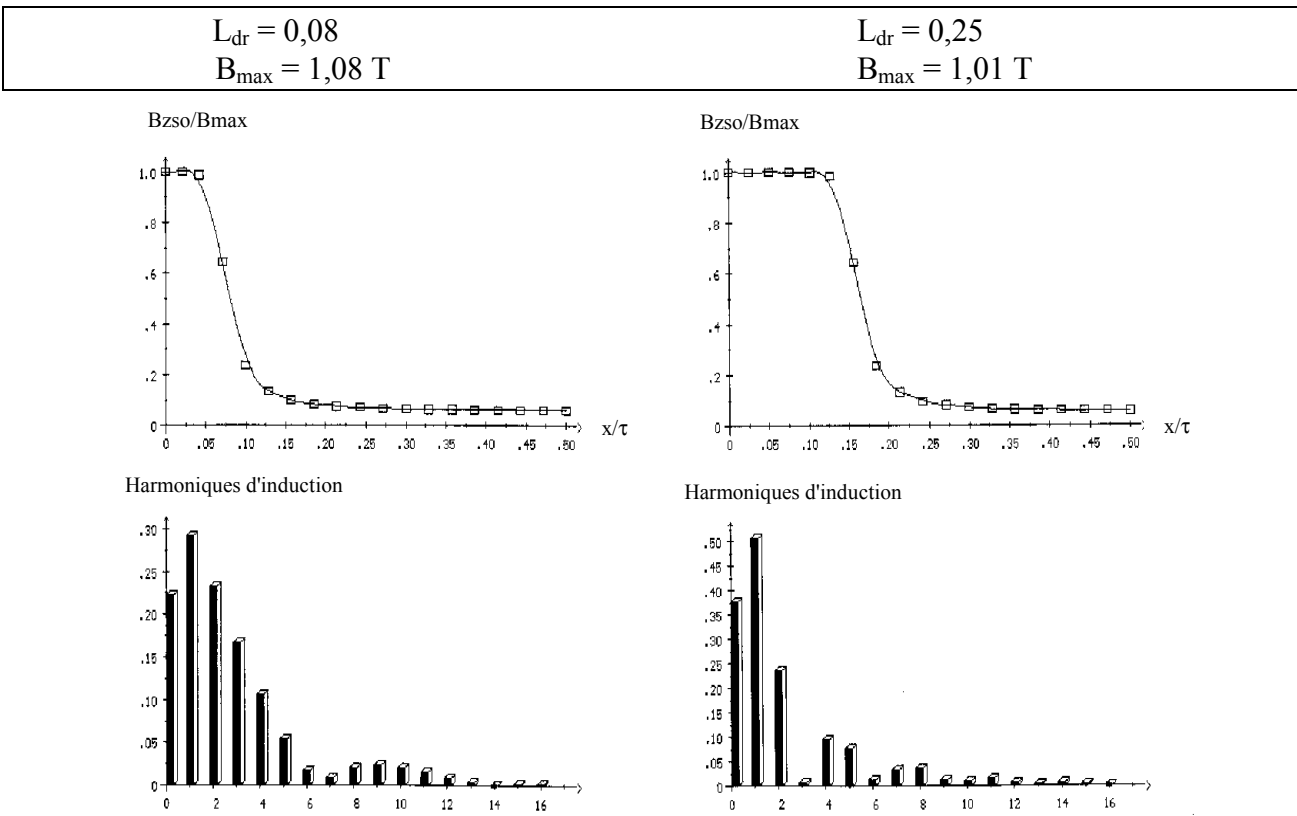 L_dr = 0,08 L_dr = 0,25
B_max = 1,08 T B_max = 1,01 T
Bzso/Bmax
1.0
.8
.6
.4
.2
0
0 .05 .10 .15 .20 .25 .30 .35 .40 .45 .50
x/τ
Bzso/Bmax
1.0
.8
.6
.4
.2
0
0 .05 .10 .15 .20 .25 .30 .35 .40 .45 .50
x/τ
Harmoniques d'induction
.30
.25
.20
.15
.10
.05
0
0 2 4 6 8 10 12 14 16
Harmoniques d'induction
.50
.45
.40
.35
.30
.25
.20
.15
.10
.05
0
0 2 4 6 8 10 12 14 16